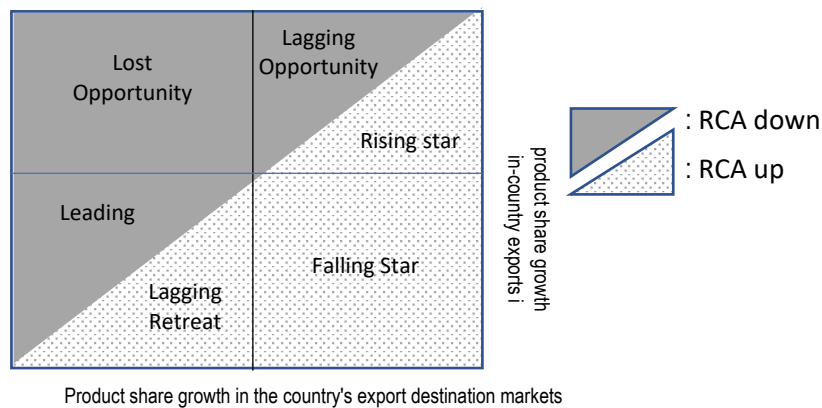 Lost
Opportunity
Lagging
Opportunity
Rising star
Leading
Lagging
Retreat
Falling Star
product share growth
in-country exports i
: RCA down
: RCA up
Product share growth in the country's export destination markets